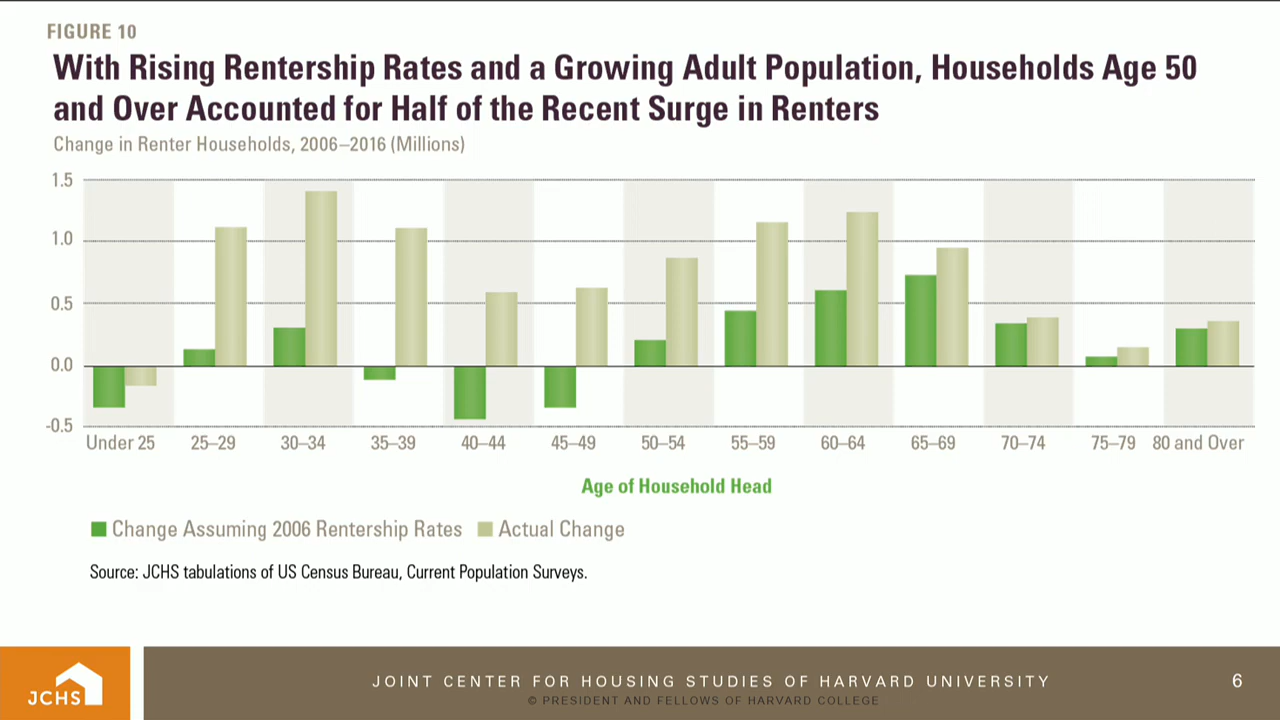 FIGURE 10
With Rising Rentership Rates and a Growing Adult Population, Households Age 50
and Over Accounted for Half of the Recent Surge in Renters
Change in Renter Households, 2006–2016 (Millions)
1.5
1.0
0.5
0.0
-0.5
Under 25 25–29 30–34 35–39 40–44 45–49 50–54 55–59 60–64 65–69 70–74 75–79 80 and Over
Age of Household Head
Change Assuming 2006 Rentership Rates Actual Change
Source: JCHS tabulations of US Census Bureau, Current Population Surveys.
JCHS
JOINT CENTER FOR HOUSING STUDIES OF HARVARD UNIVERSITY 6
© PRESIDENT AND FELLOWS OF HARVARD COLLEGE